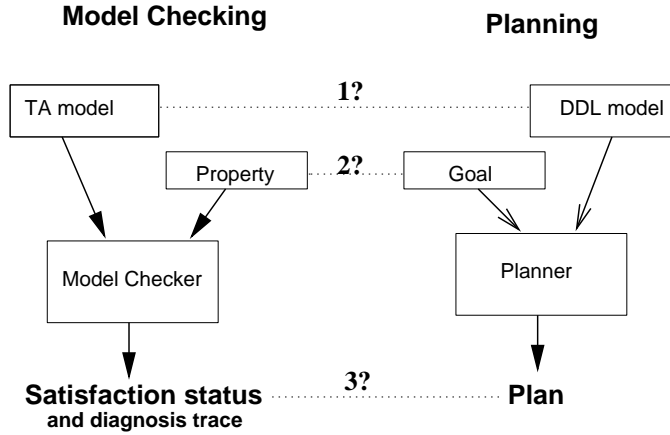 Model Checking
Planning
TA model
1?
DDL model
Property
2?
Goal
Model Checker
Planner
Satisfaction status
and diagnosis trace
3?
Plan